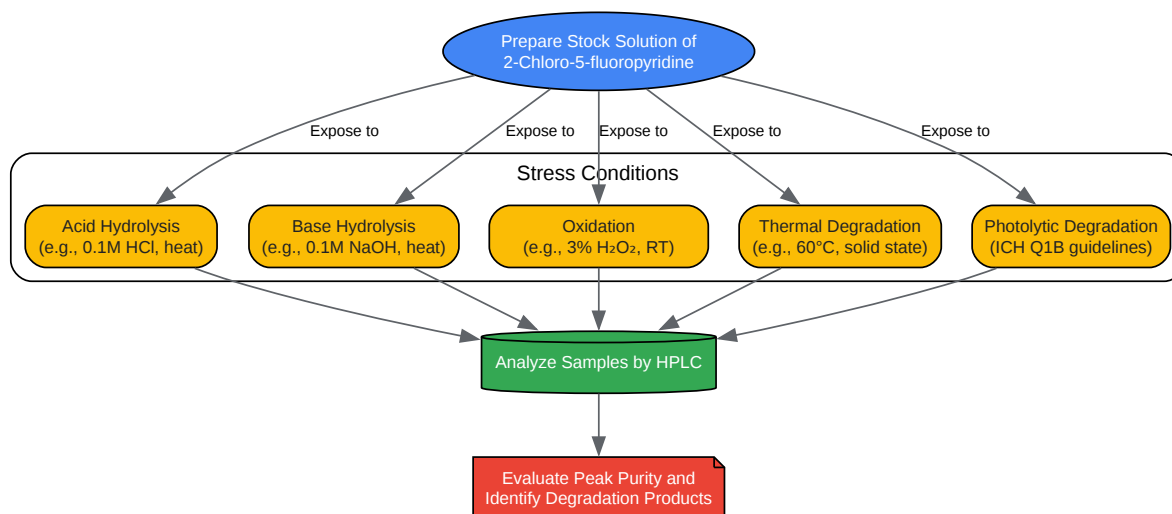 Prepare Stock Solution of
2-Chloro-5-fluoropyridine
Expose to
Expose to
Expose to
Expose to
Expose to
Stress Conditions
Acid Hydrolysis
(e.g., 0.1M HCl, heat)
Base Hydrolysis
(e.g., 0.1M NaOH, heat)
Oxidation
(e.g., 3% H₂O₂, RT)
Thermal Degradation
(e.g., 60°C, solid state)
Photolytic Degradation
(ICH Q1B guidelines)
Analyze Samples by HPLC
Evaluate Peak Purity and
Identify Degradation Products